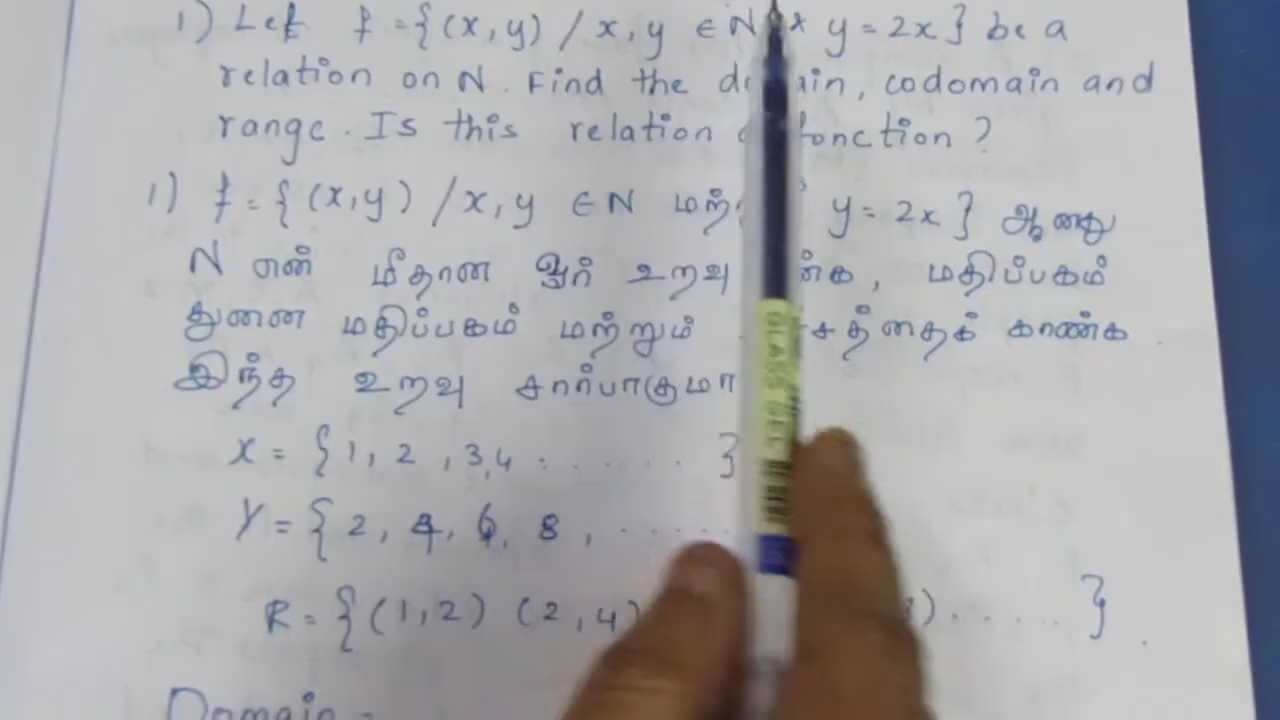 1) Let f = {(x, y) / x, y ∈ N * y = 2x} be a
relation on N. Find the codomain and
range. Is this relation fonction ?
1) f = {(x,y) / x, y ∈ N y = 2x} ஆனது
N என் மீதான ஓர் உறவு , மதிப்பகம்
துனை மதிப்பகம் மற்றும் காண்க
இந்த உறவு சார்பாகுமா
X = {1, 2, 3, 4 ....... }
Y = {2, 4, 6, 8, ......
R = {(1,2) (2,4) ) ..... }
Domain =